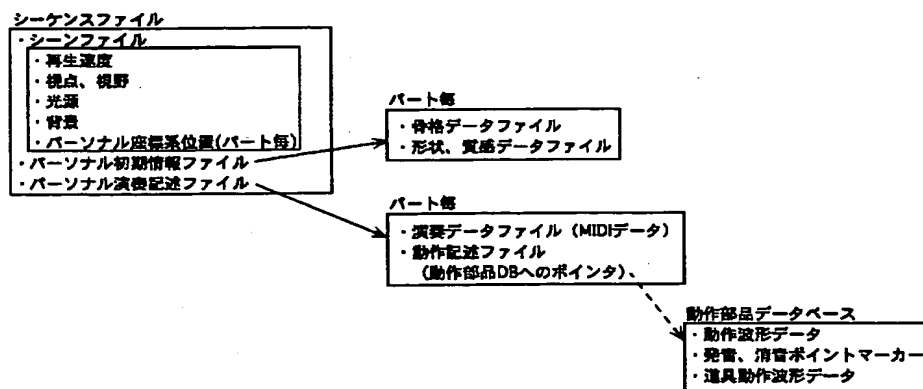 シーケンスファイル
・シーンファイル
・再生速度
・視点、視野
・光源
・背景
・パーソナル座標系位置(パート毎)
・パーソナル初期情報ファイル
・パーソナル演奏記述ファイル
パート毎
・骨格データファイル
・形状、質感データファイル
パート毎
・演奏データファイル（MIDIデータ）
・動作記述ファイル
（動作部品DBへのポインタ）、
動作部品データベース
・動作波形データ
・発音、消音ポイントマーカー
・道具動作波形データ